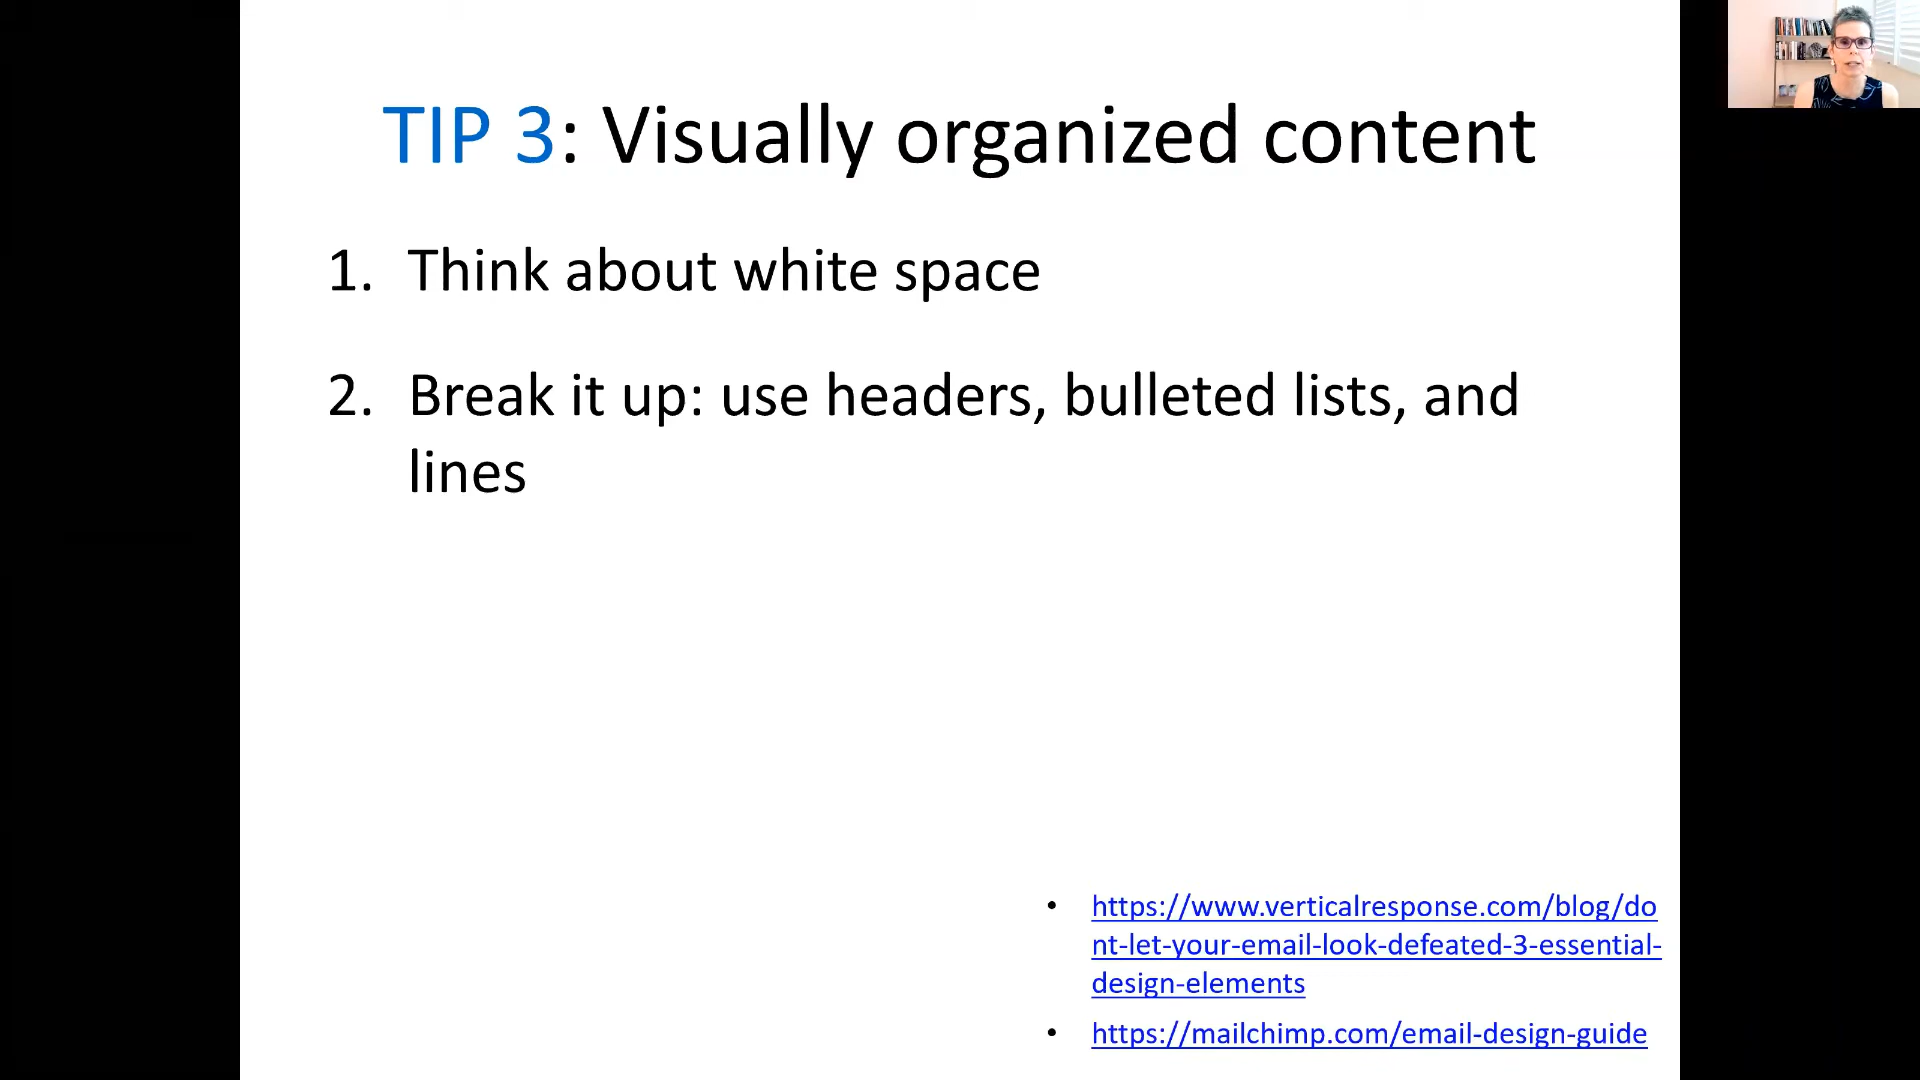 TIP 3: Visually organized content
1. Think about white space
2. Break it up: use headers, bulleted lists, and
lines
• https://www.verticalresponse.com/blog/do
nt-let-your-email-look-defeated-3-essential-
design-elements
• https://mailchimp.com/email-design-guide